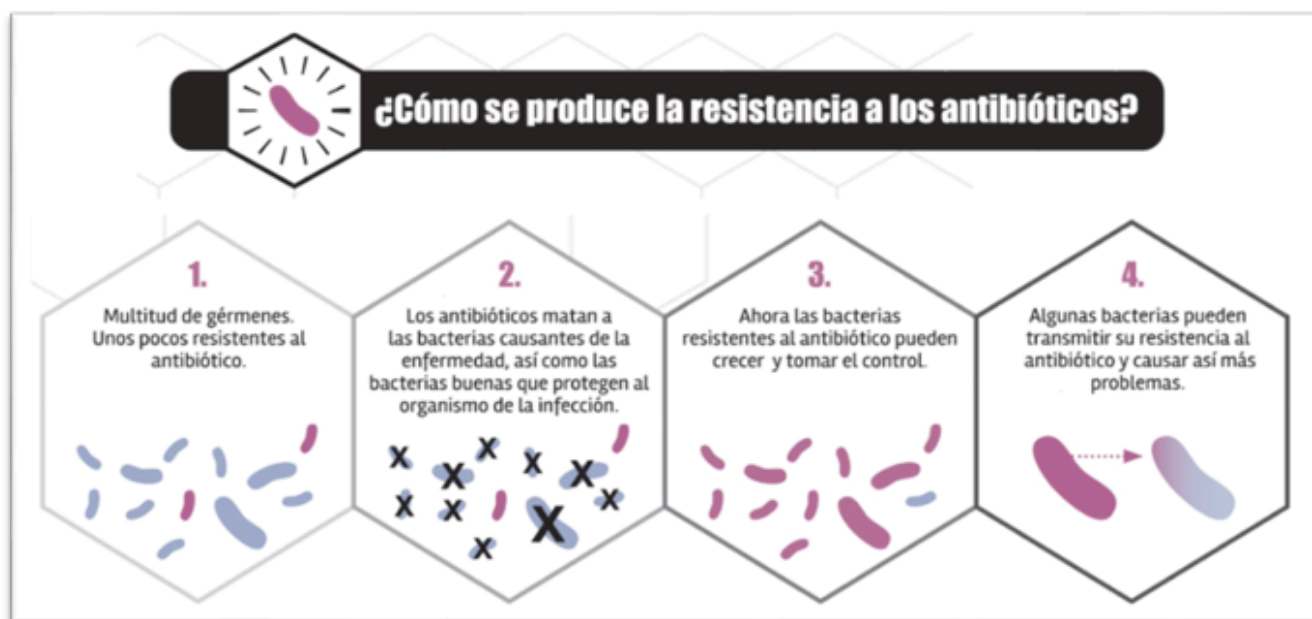 ¿Cómo se produce la resistencia a los antibióticos?
1.
Multitud de gérmenes.
Unos pocos resistentes al
antibiótico.
2.
Los antibióticos matan a
las bacterias causantes de la
enfermedad, así como las
bacterias buenas que protegen al
organismo de la infección.
X X X X X X X X X X
3.
Ahora las bacterias
resistentes al antibiótico pueden
crecer y tomar el control.
4.
Algunas bacterias pueden
transmitir su resistencia al
antibiótico y causar así más
problemas.